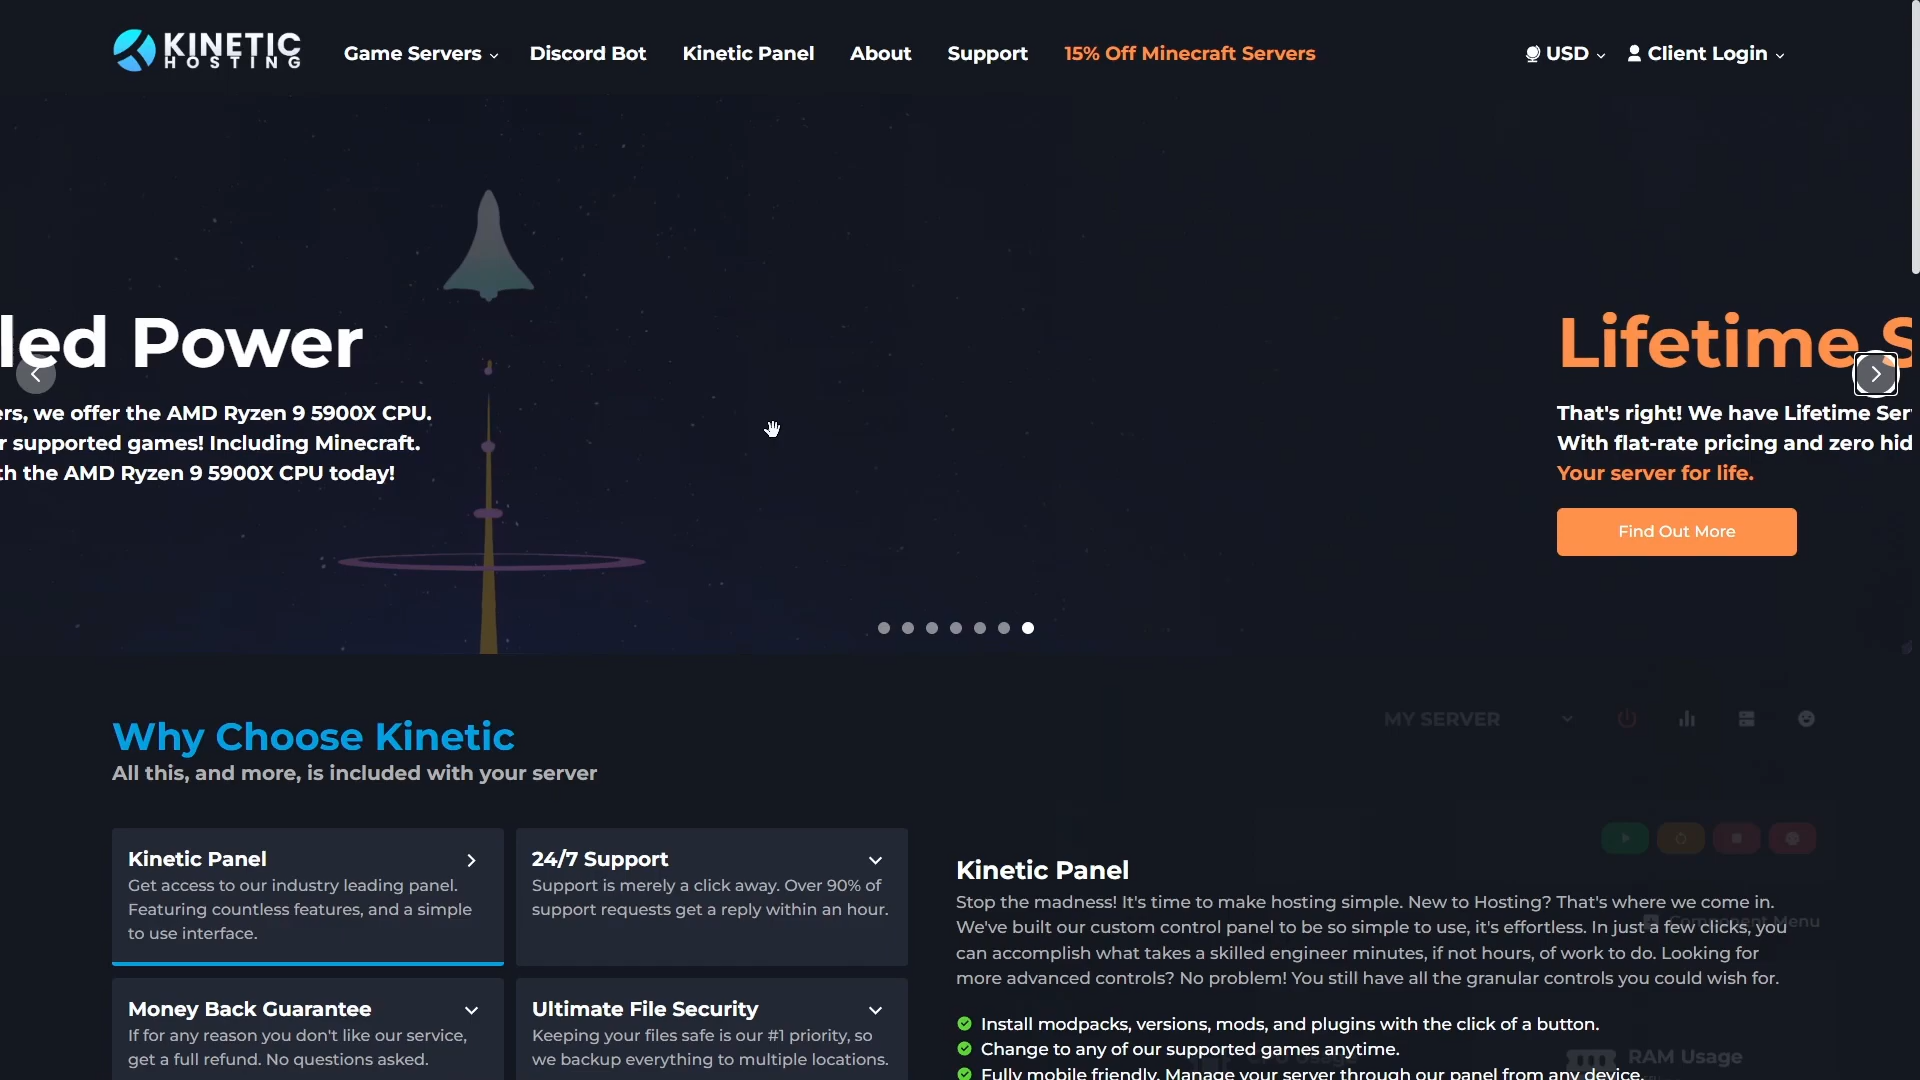 KINETIC
HOSTING
Game Servers
Discord Bot
Kinetic Panel
About
Support
15% Off Minecraft Servers
USD
Client Login
led Power
ers, we offer the AMD Ryzen 9 5900X CPU.
r supported games! Including Minecraft.
th the AMD Ryzen 9 5900X CPU today!
Lifetime S
That's right! We have Lifetime Ser
With flat-rate pricing and zero hid
Your server for life.
Find Out More
Why Choose Kinetic
All this, and more, is included with your server
Kinetic Panel
Get access to our industry leading panel.
Featuring countless features, and a simple
to use interface.
24/7 Support
Support is merely a click away. Over 90% of
support requests get a reply within an hour.
Money Back Guarantee
If for any reason you don't like our service,
get a full refund. No questions asked.
Ultimate File Security
Keeping your files safe is our #1 priority, so
we backup everything to multiple locations.
MY SERVER
Kinetic Panel
Stop the madness! It's time to make hosting simple. New to Hosting? That's where we come in.
We've built our custom control panel to be so simple to use, it's effortless. In just a few clicks, you
can accomplish what takes a skilled engineer minutes, if not hours, of work to do. Looking for
more advanced controls? No problem! You still have all the granular controls you could wish for.
Component Menu
Install modpacks, versions, mods, and plugins with the click of a button.
Change to any of our supported games anytime.
Fully mobile friendly. Manage your server through our panel from any device.
RAM Usage